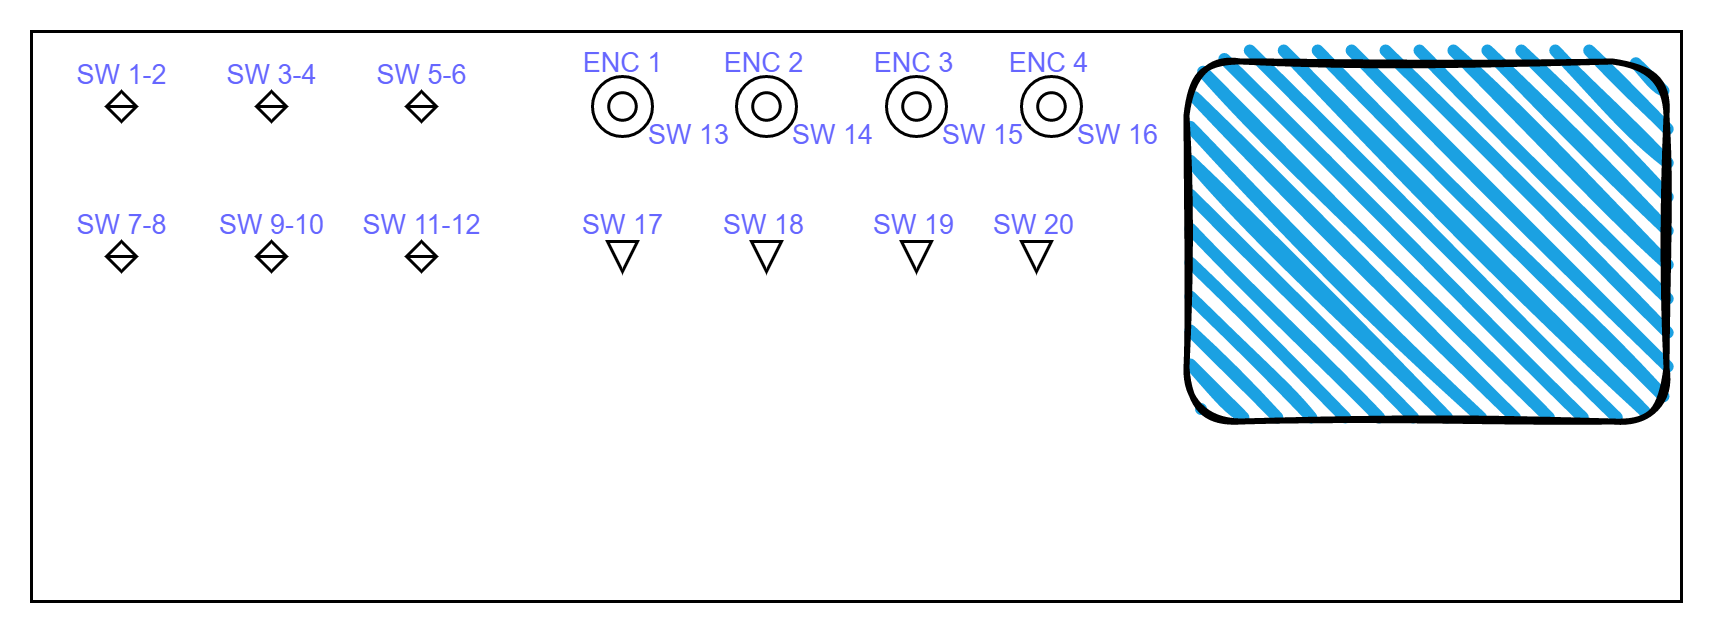 SW 1-2
SW 3-4
SW 5-6
ENC 1
ENC 2
ENC 3
ENC 4
SW 13
SW 14
SW 15
SW 16
SW 7-8
SW 9-10
SW 11-12
SW 17
SW 18
SW 19
SW 20